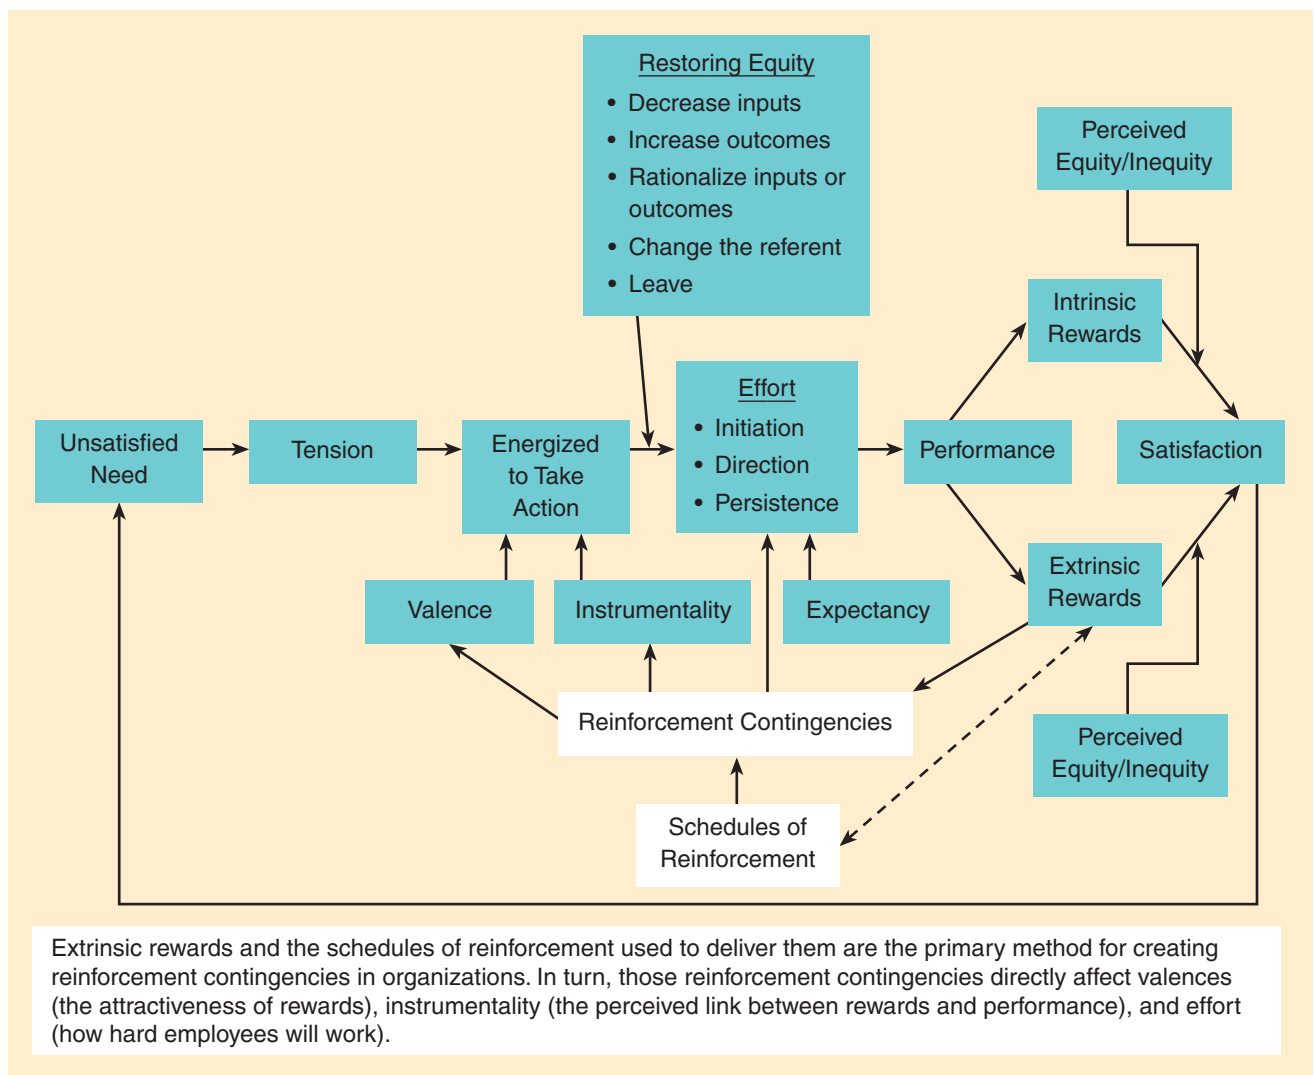 Restoring Equity
• Decrease inputs
• Increase outcomes
• Rationalize inputs or
outcomes
• Change the referent
• Leave
Perceived
Equity/Inequity
Intrinsic
Rewards
Effort
• Initiation
• Direction
• Persistence
Unsatisfied
Need
Tension
Energized
to Take
Action
Performance
Satisfaction
Extrinsic
Rewards
Valence
Instrumentality
Expectancy
Reinforcement Contingencies
Perceived
Equity/Inequity
Schedules of
Reinforcement
Extrinsic rewards and the schedules of reinforcement used to deliver them are the primary method for creating
reinforcement contingencies in organizations. In turn, those reinforcement contingencies directly affect valences
(the attractiveness of rewards), instrumentality (the perceived link between rewards and performance), and effort
(how hard employees will work).